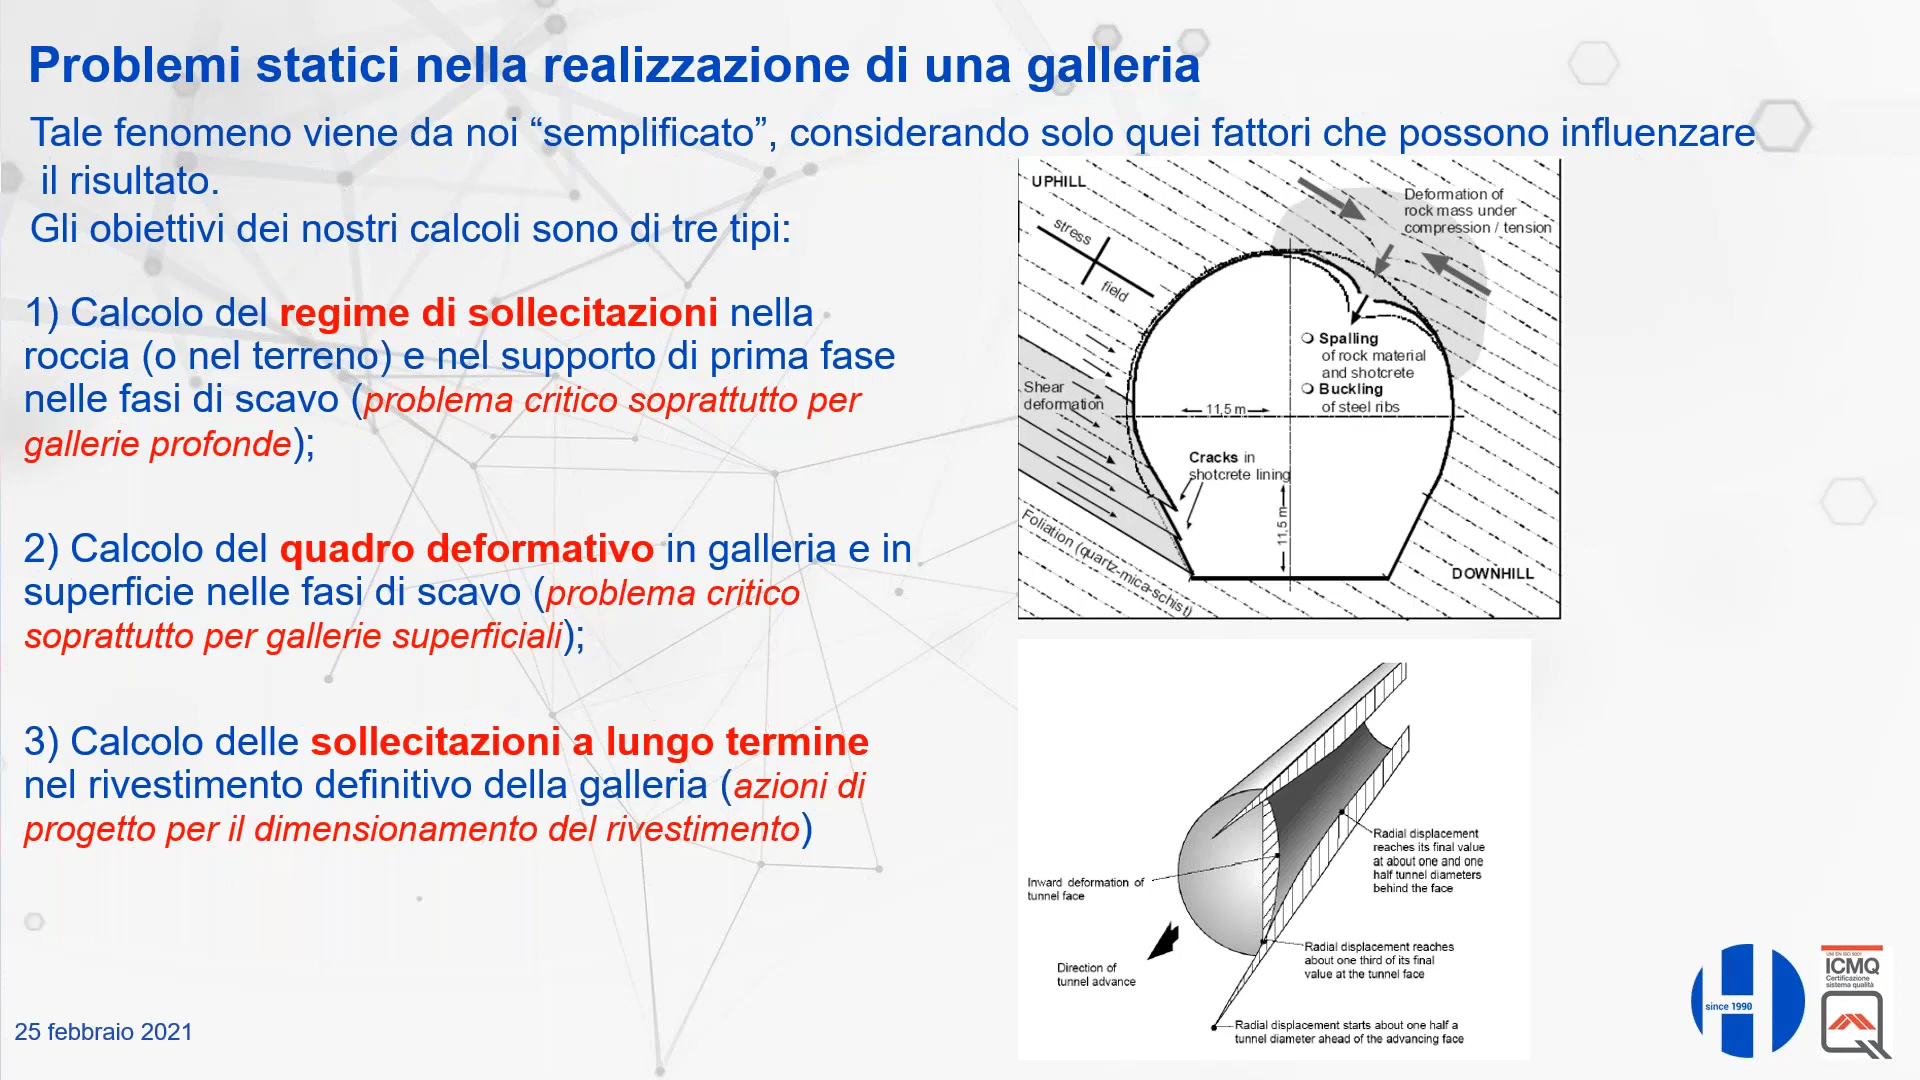 Problemi statici nella realizzazione di una galleria
Tale fenomeno viene da noi “semplificato”, considerando solo quei fattori che possono influenzare
il risultato.
Gli obiettivi dei nostri calcoli sono di tre tipi:
1) Calcolo del regime di sollecitazioni nella
roccia (o nel terreno) e nel supporto di prima fase
nelle fasi di scavo (problema critico soprattutto per
gallerie profonde);
2) Calcolo del quadro deformativo in galleria e in
superficie nelle fasi di scavo (problema critico
soprattutto per gallerie superficiali);
3) Calcolo delle sollecitazioni a lungo termine
nel rivestimento definitivo della galleria (azioni di
progetto per il dimensionamento del rivestimento)
UPHILL
Deformation of
rock mass under
compression / tension
stress
field
Spalling
of rock material
and shotcrete
Buckling
of steel ribs
Shear
deformation
11,5 m
Cracks in
shotcrete lining
11,5 m
Foliation (quartz-mica-schist)
DOWNHILL
Radial displacement
reaches its final value
at about one and one
half tunnel diameters
behind the face
Inward deformation of
tunnel face
Radial displacement reaches
about one third of its final
value at the tunnel face
Direction of
tunnel advance
Radial displacement starts about one half a
tunnel diameter ahead of the advancing face
25 febbraio 2021
since 1990
UNI EN ISO 9001
ICMQ
Certificazione
sistema qualità